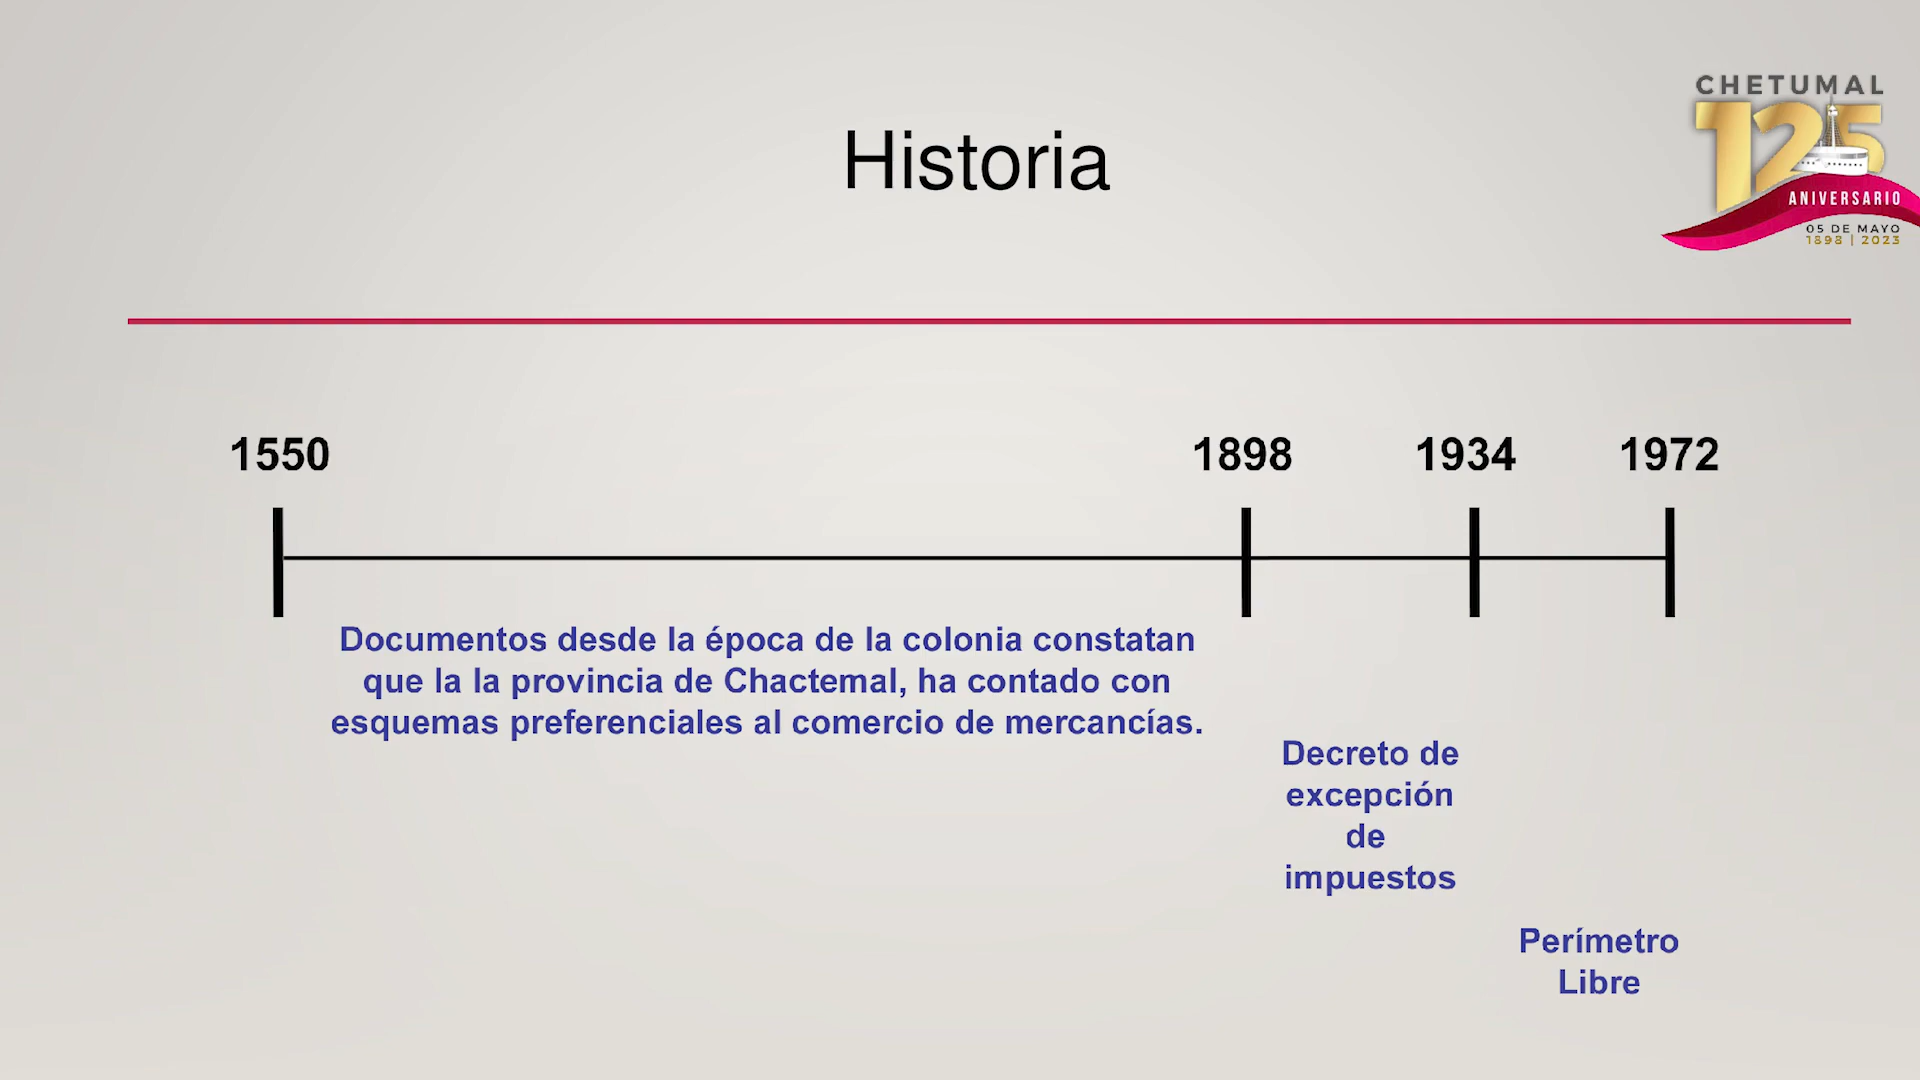 CHETUMAL
125
ANIVERSARIO
05 DE MAYO
1898 | 2023
Historia
1550
1898
1934
1972
Documentos desde la época de la colonia constatan
que la la provincia de Chactemal, ha contado con
esquemas preferenciales al comercio de mercancías.
Decreto de
excepción
de
impuestos
Perímetro
Libre